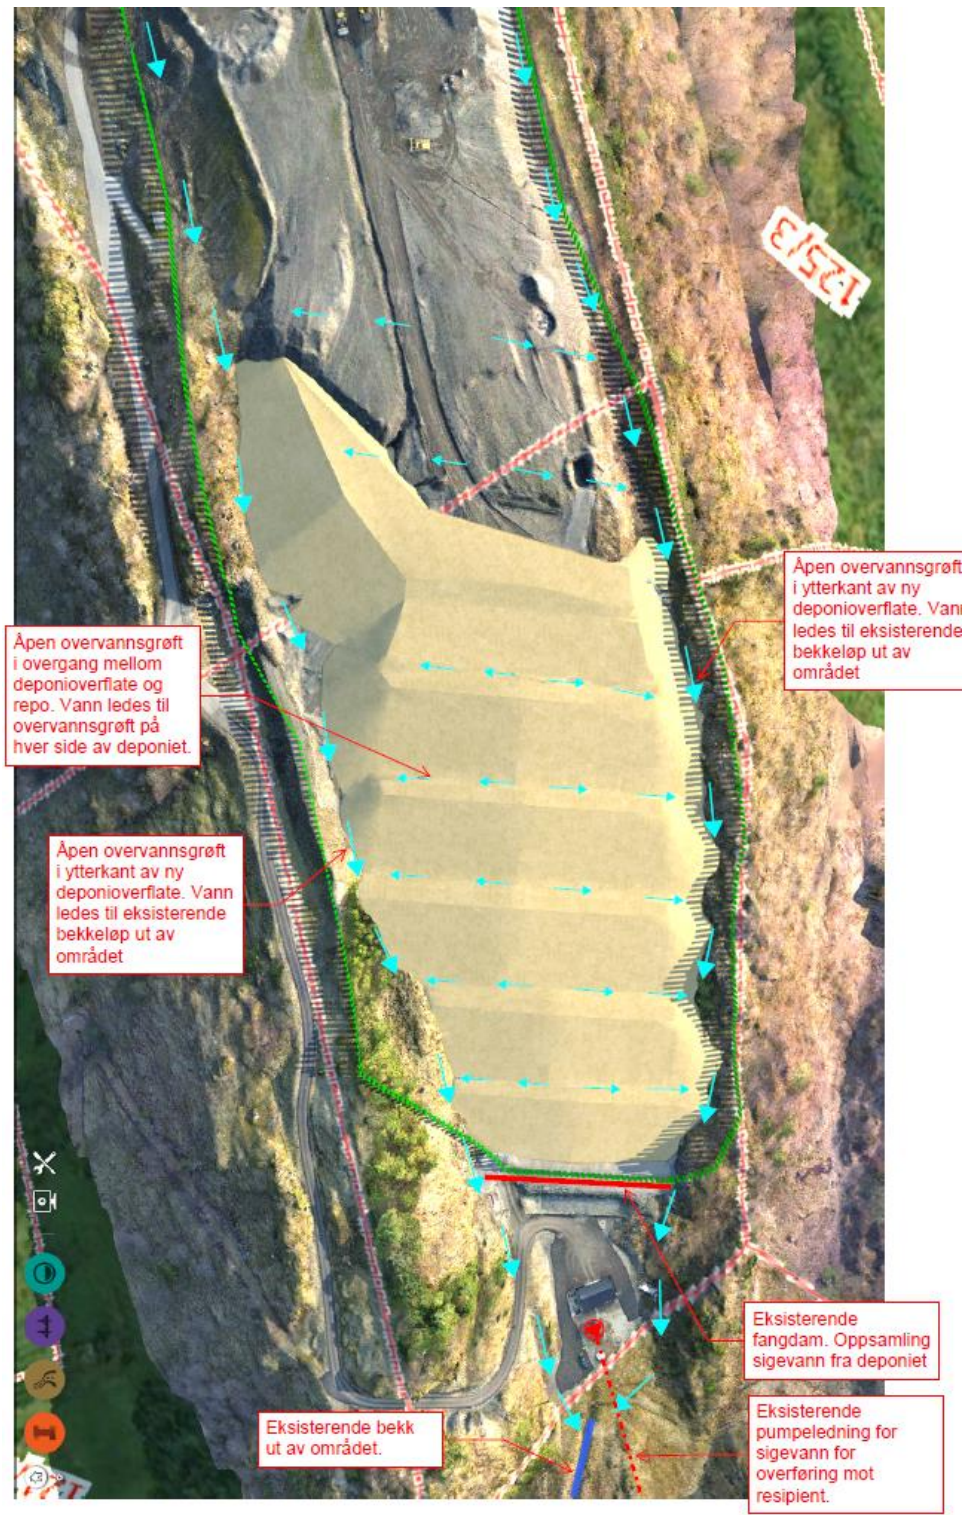 125/3
Åpen overvannsgrøft
i ytterkant av ny
deponioverflate. Vann
ledes til eksisterende
bekkeløp ut av
området
Åpen overvannsgrøft
i overgang mellom
deponioverflate og
repo. Vann ledes til
overvannsgrøft på
hver side av deponiet.
Åpen overvannsgrøft
i ytterkant av ny
deponioverflate. Vann
ledes til eksisterende
bekkeløp ut av
området
Eksisterende
fangdam. Oppsamling
sigevann fra deponiet
Eksisterende bekk
ut av området.
Eksisterende
pumpeledning for
sigevann for
overføring mot
resipient.